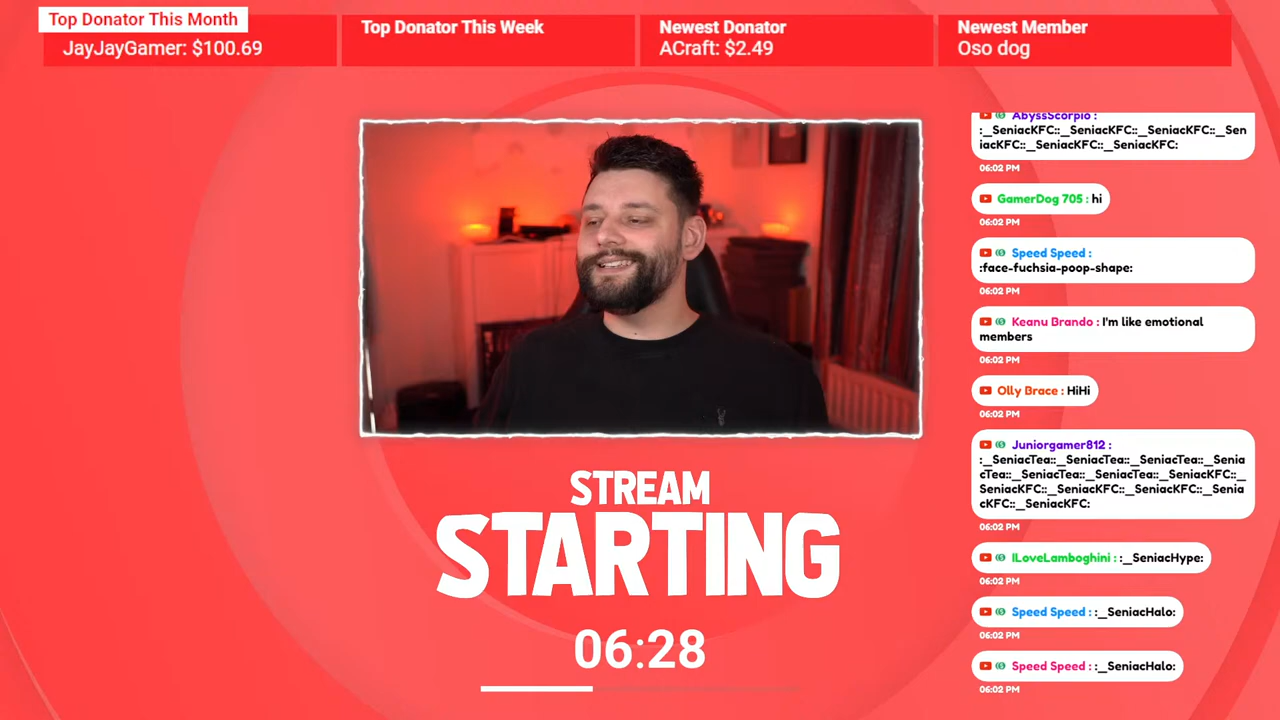 Top Donator This Month
JayJayGamer: $100.69
Top Donator This Week
Newest Donator
ACraft: $2.49
Newest Member
Oso dog
STREAM
STARTING
06:28
AbyssScorpio :
:_SeniacKFC::_SeniacKFC::_SeniacKFC::_Sen
iacKFC::_SeniacKFC::_SeniacKFC:
06:02 PM
GamerDog 705 : hi
06:02 PM
Speed Speed :
:face-fuchsia-poop-shape:
06:02 PM
Keanu Brando : I'm like emotional
members
06:02 PM
Olly Brace : HiHi
06:02 PM
Juniorgamer812 :
:_SeniacTea::_SeniacTea::_SeniacTea::_Senia
cTea::_SeniacTea::_SeniacTea::_SeniacKFC::_
SeniacKFC::_SeniacKFC::_SeniacKFC::_Senia
cKFC::_SeniacKFC:
06:02 PM
ILoveLamboghini : :_SeniacHype:
06:02 PM
Speed Speed : :_SeniacHalo:
06:02 PM
Speed Speed : :_SeniacHalo:
06:02 PM